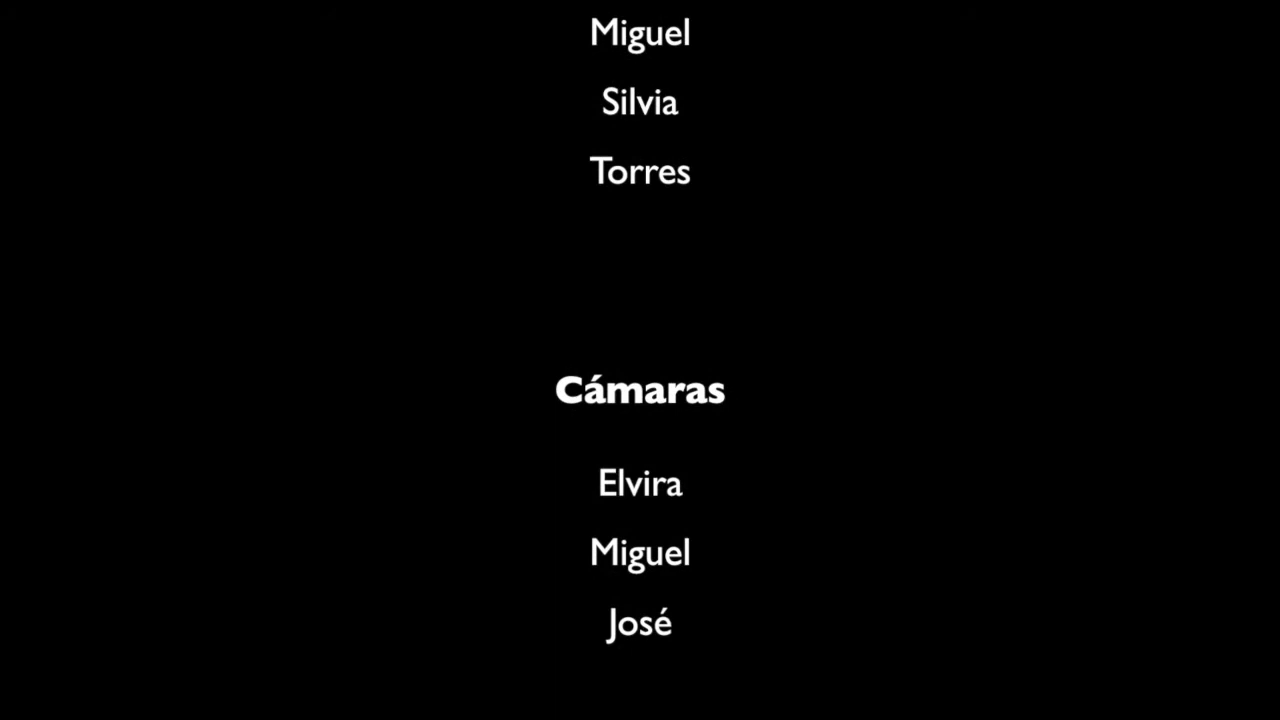 Miguel
Silvia
Torres
Cámaras
Elvira
Miguel
José